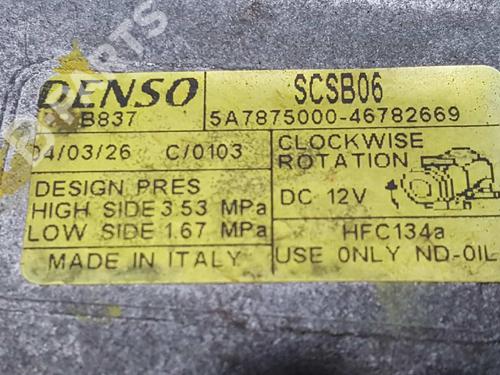 DENSO
SCSB06
B837
5A7875000-46782669
04/03/26 C/0103
CLOCKWISE
ROTATION
DESIGN PRES
HIGH SIDE 3.53 MPa
LOW SIDE 1.67 MPa
DC 12V
HFC134a
MADE IN ITALY
USE ONLY ND-OIL
B PARTS